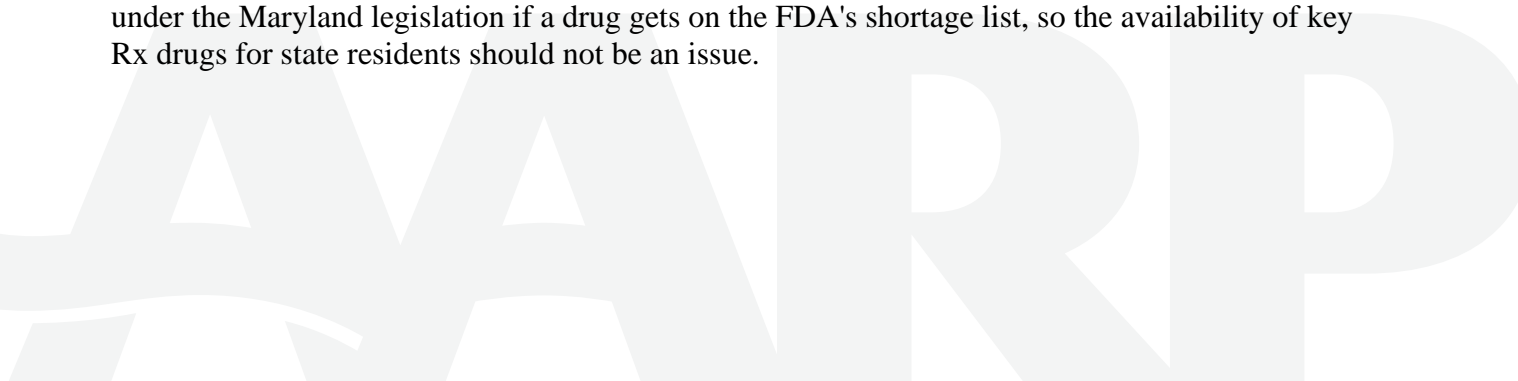 under the Maryland legislation if a drug gets on the FDA's shortage list, so the availability of key
Rx drugs for state residents should not be an issue.
AARP